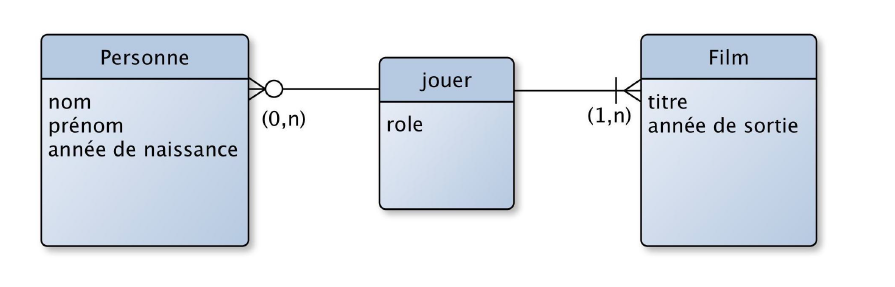 Personne
nom
prénom
année de naissance
(0,n)
jouer
role
(1,n)
Film
titre
année de sortie